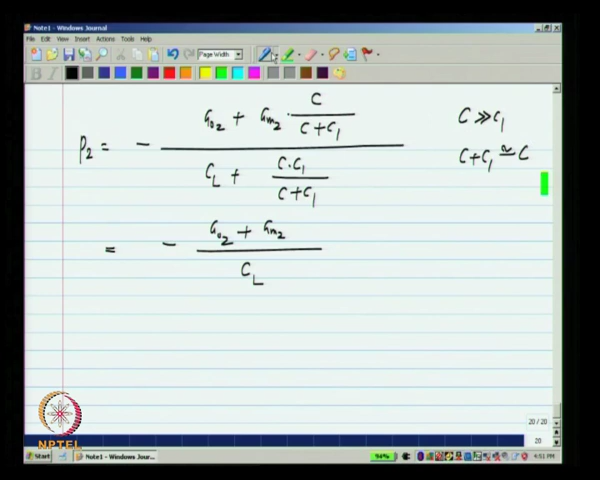 Note1 - Windows Journal
File Edit View Insert Actions Tools Help
Page Width
B I
p₂ = - (G₀₂ + Gm₂ · C/(C+C₁)) / (C_L + C·C₁/(C+C₁))
C ≫ C₁
C+C₁ ≅ C
= - (G₀₂ + Gm₂) / C_L
20 / 20
20
NPTEL
Start Note1 - Windows Jour... 94% 4:51 PM